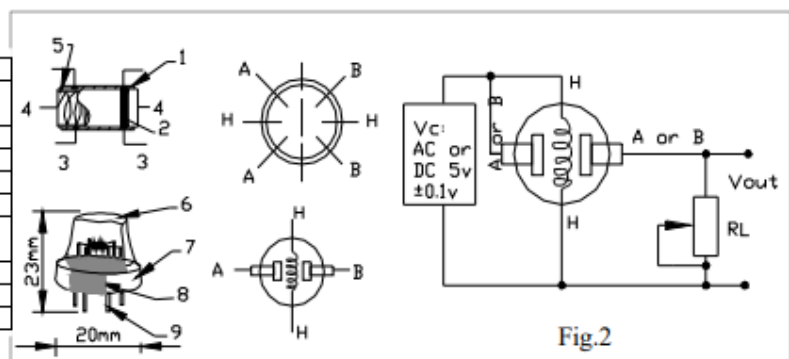 5
1
4
4
2
3
3
A
B
H
H
A
B
6
7
8
9
23mm
20mm
H
A
B
H
Vc:
AC or
DC 5v
±0.1v
A or B
H
H
A or B
Vout
RL
Fig.2